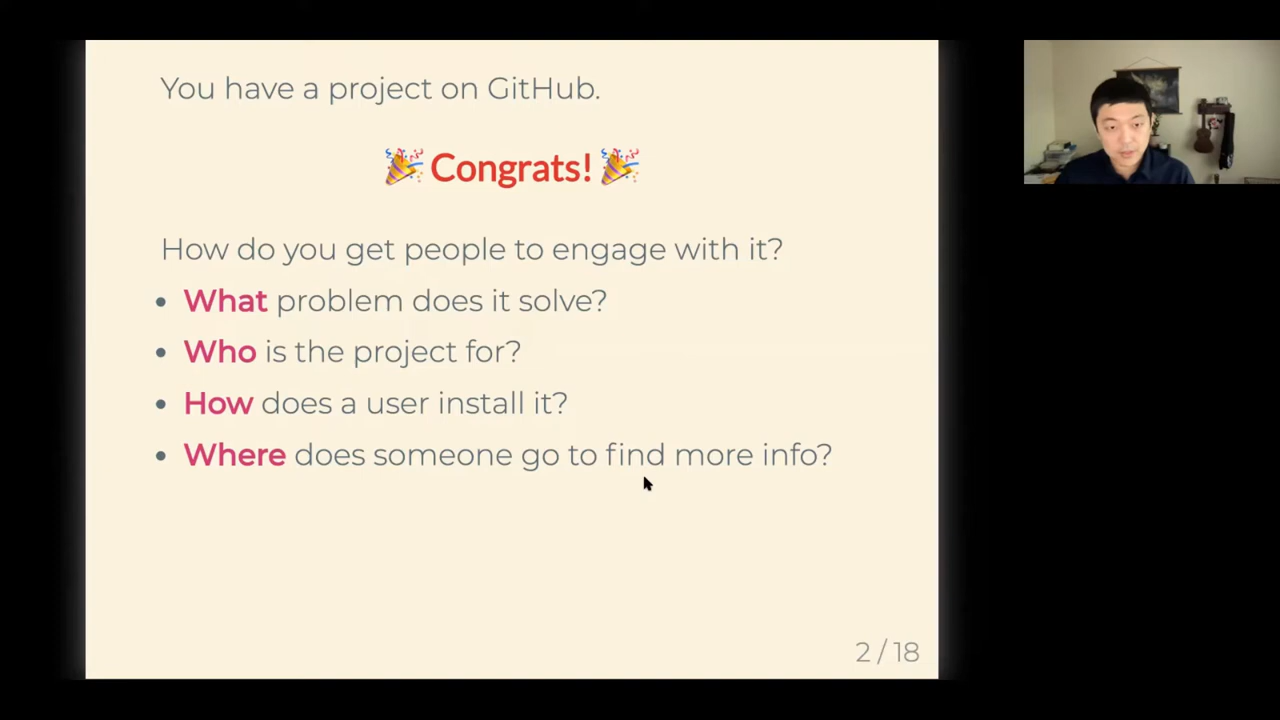 You have a project on GitHub.
🎉 Congrats! 🎉
How do you get people to engage with it?
• What problem does it solve?
• Who is the project for?
• How does a user install it?
• Where does someone go to find more info?
2 / 18